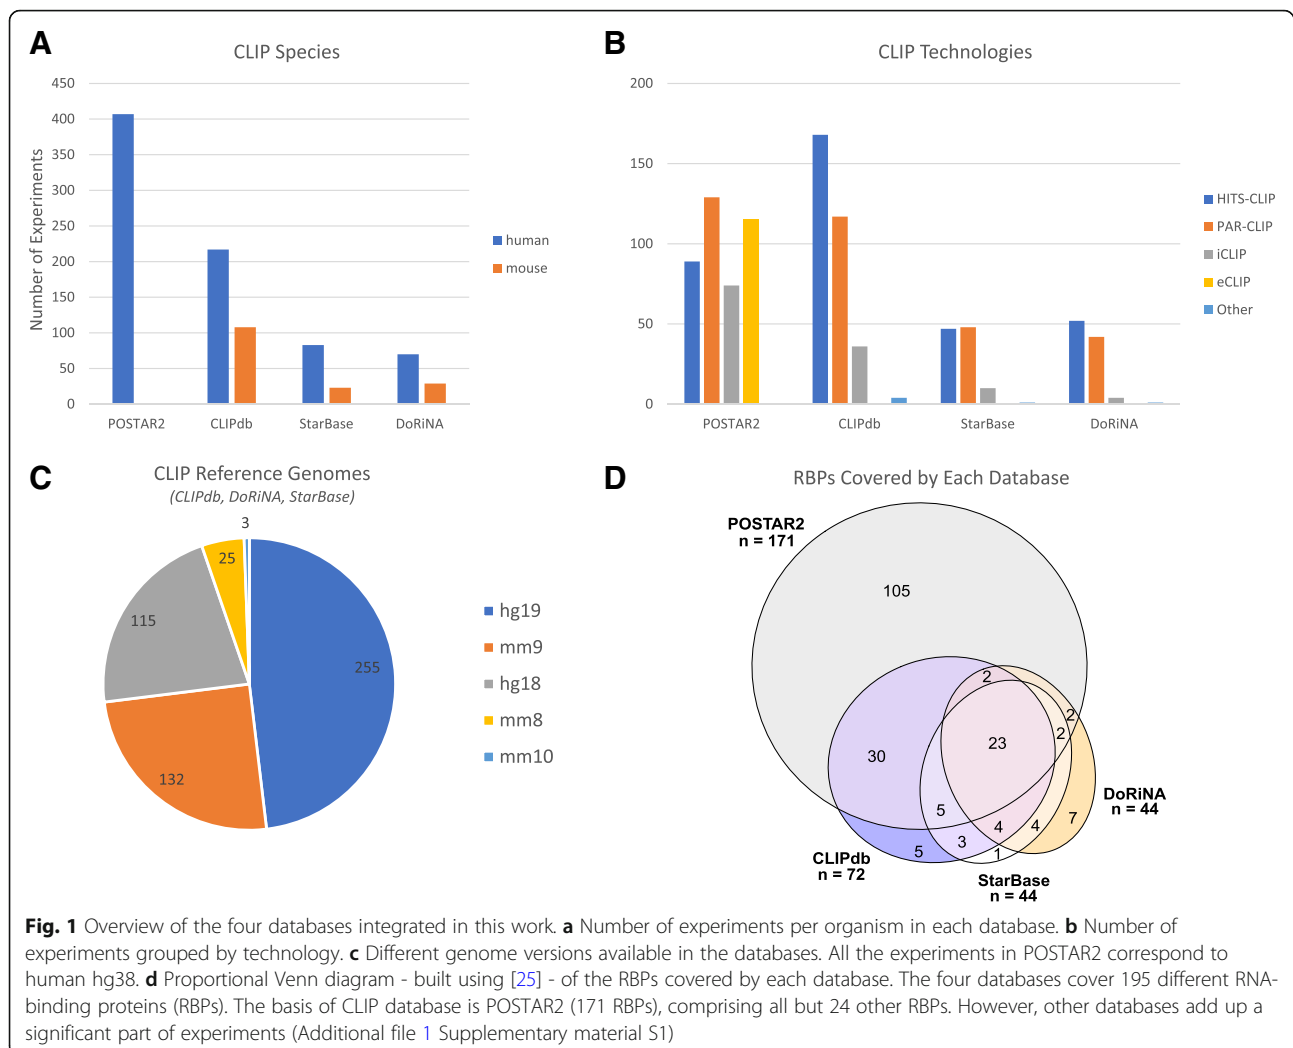 A
CLIP Species
Number of Experiments
450
400
350
300
250
200
150
100
50
0
POSTAR2
CLIPdb
StarBase
DoRiNA
human
mouse
B
CLIP Technologies
200
150
100
50
0
POSTAR2
CLIPdb
StarBase
DoRiNA
HITS-CLIP
PAR-CLIP
iCLIP
eCLIP
Other
C
CLIP Reference Genomes
(CLIPdb, DoRiNA, StarBase)
3
25
115
255
132
hg19
mm9
hg18
mm8
mm10
D
RBPs Covered by Each Database
POSTAR2
n = 171
105
2
2
2
30
23
5
4
4
7
3
5
1
DoRiNA
n = 44
CLIPdb
n = 72
StarBase
n = 44
Fig. 1 Overview of the four databases integrated in this work. a Number of experiments per organism in each database. b Number of
experiments grouped by technology. c Different genome versions available in the databases. All the experiments in POSTAR2 correspond to
human hg38. d Proportional Venn diagram - built using [25] - of the RBPs covered by each database. The four databases cover 195 different RNA-
binding proteins (RBPs). The basis of CLIP database is POSTAR2 (171 RBPs), comprising all but 24 other RBPs. However, other databases add up a
significant part of experiments (Additional file 1 Supplementary material S1)